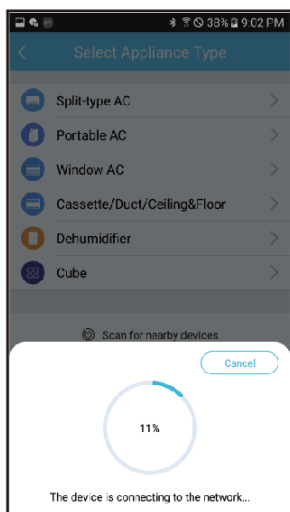 38% 9:02 PM
Select Appliance Type
Split-type AC
Portable AC
Window AC
Cassette/Duct/Ceiling&Floor
Dehumidifier
Cube
Scan for nearby devices
Cancel
11%
The device is connecting to the network...